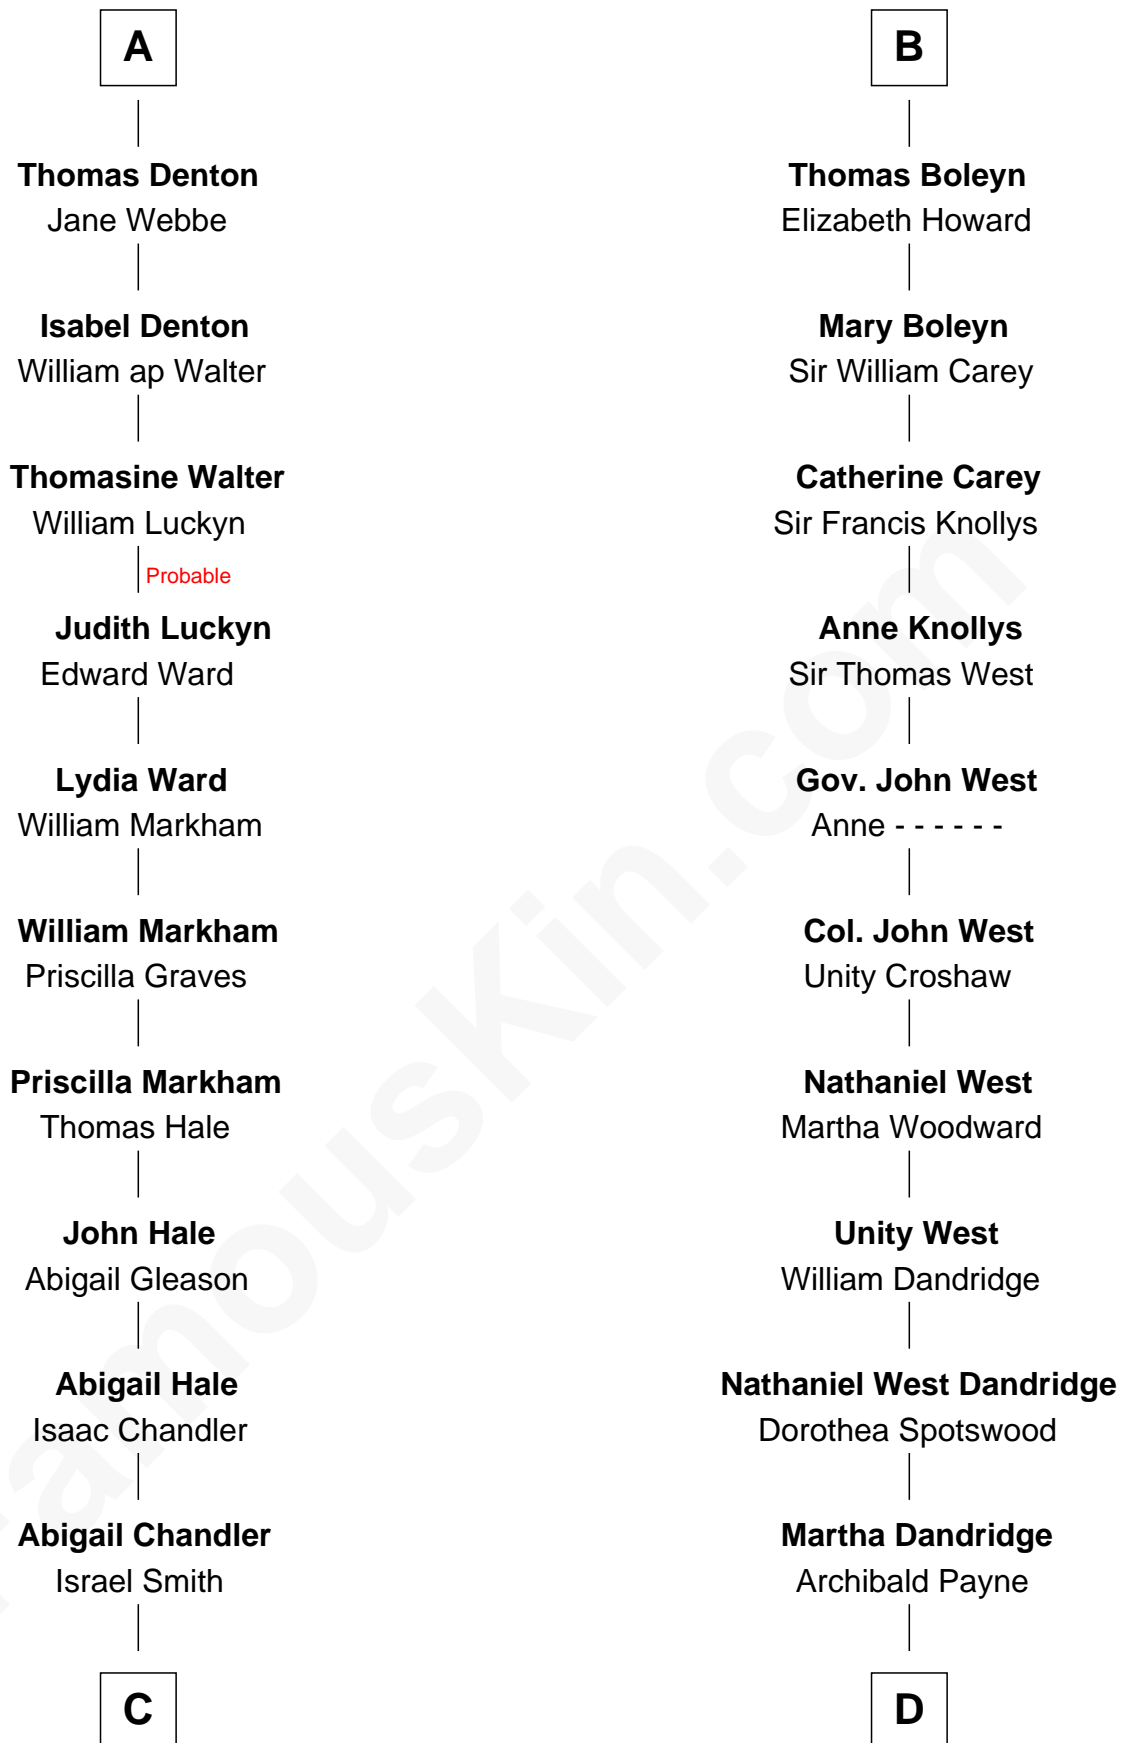 A
Thomas Denton
Jane Webbe
Isabel Denton
William ap Walter
Thomasine Walter
William Luckyn
Probable
Judith Luckyn
Edward Ward
Lydia Ward
William Markham
William Markham
Priscilla Graves
Priscilla Markham
Thomas Hale
John Hale
Abigail Gleason
Abigail Hale
Isaac Chandler
Abigail Chandler
Israel Smith
C
B
Thomas Boleyn
Elizabeth Howard
Mary Boleyn
Sir William Carey
Catherine Carey
Sir Francis Knollys
Anne Knollys
Sir Thomas West
Gov. John West
Anne - - - - - -
Col. John West
Unity Croshaw
Nathaniel West
Martha Woodward
Unity West
William Dandridge
Nathaniel West Dandridge
Dorothea Spotswood
Martha Dandridge
Archibald Payne
D
FamousKin.com